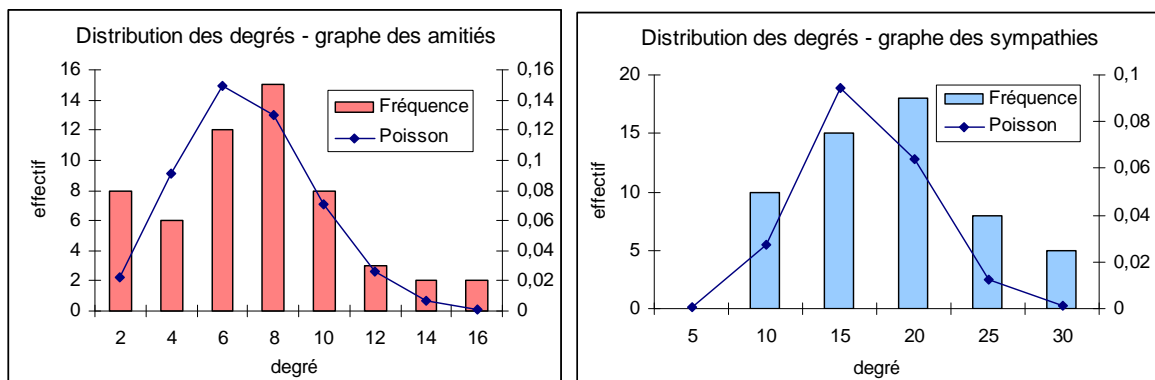 Distribution des degrés - graphe des amitiés
16
14
12
10
8
6
4
2
0
effectif
0,16
0,14
0,12
0,1
0,08
0,06
0,04
0,02
0
Fréquence
Poisson
2 4 6 8 10 12 14 16
degré
Distribution des degrés - graphe des sympathies
20
15
10
5
0
effectif
0,1
0,08
0,06
0,04
0,02
0
Fréquence
Poisson
5 10 15 20 25 30
degré